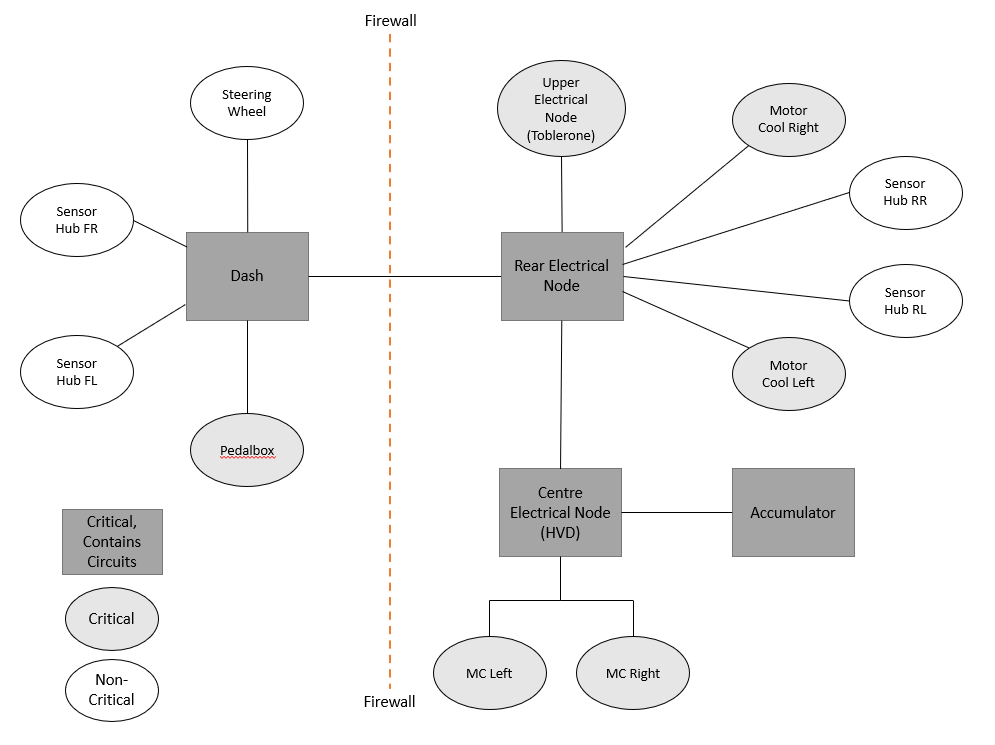 Firewall
Steering
Wheel
Upper
Electrical
Node
(Toblerone)
Motor
Cool Right
Sensor
Hub RR
Sensor
Hub FR
Dash
Rear Electrical
Node
Sensor
Hub RL
Sensor
Hub FL
Motor
Cool Left
Pedalbox
Centre
Electrical Node
(HVD)
Accumulator
Critical,
Contains
Circuits
Critical
Non-
Critical
MC Left
MC Right
Firewall